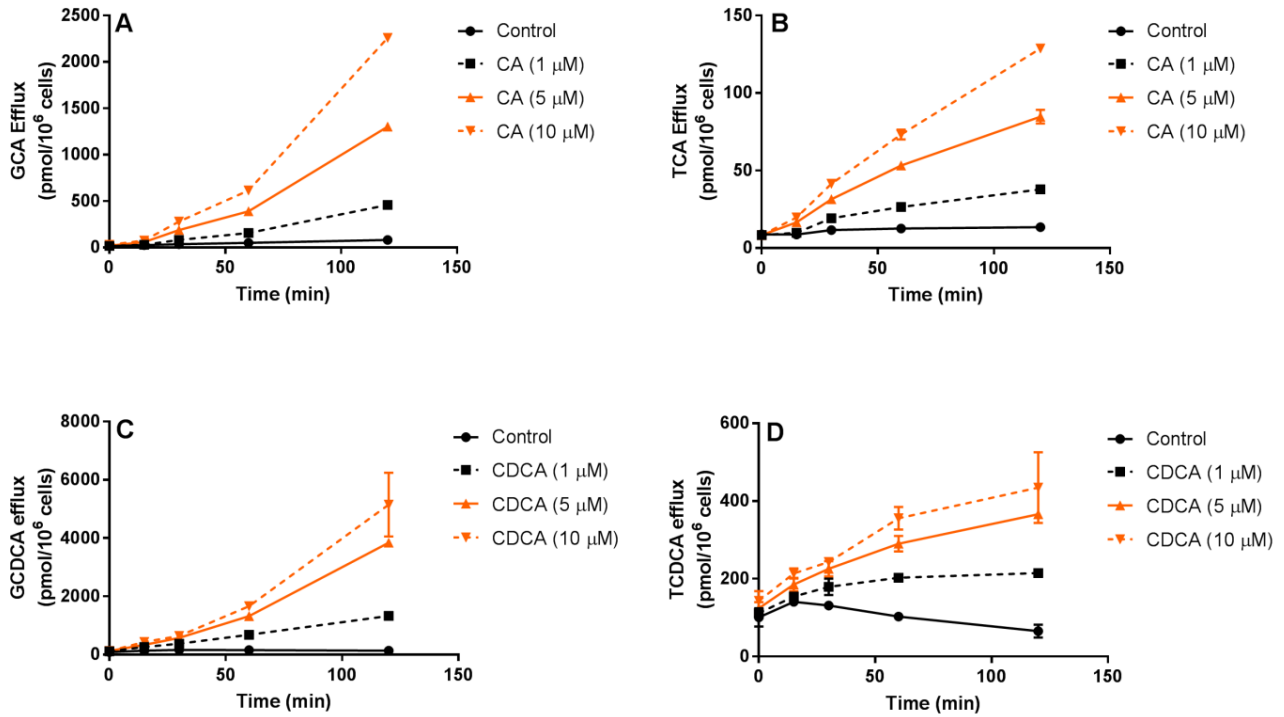 A
GCA Efflux
(pmol/10⁶ cells)
2500
2000
1500
1000
500
0
0 50 100 150
Time (min)
Control
CA (1 μM)
CA (5 μM)
CA (10 μM)
B
TCA Efflux
(pmol/10⁶ cells)
150
100
50
0
0 50 100 150
Time (min)
Control
CA (1 μM)
CA (5 μM)
CA (10 μM)
C
GCDCA efflux
(pmol/10⁶ cells)
8000
6000
4000
2000
0
0 50 100 150
Time (min)
Control
CDCA (1 μM)
CDCA (5 μM)
CDCA (10 μM)
D
TCDCA efflux
(pmol/10⁶ cells)
600
400
200
0
0 50 100 150
Time (min)
Control
CDCA (1 μM)
CDCA (5 μM)
CDCA (10 μM)